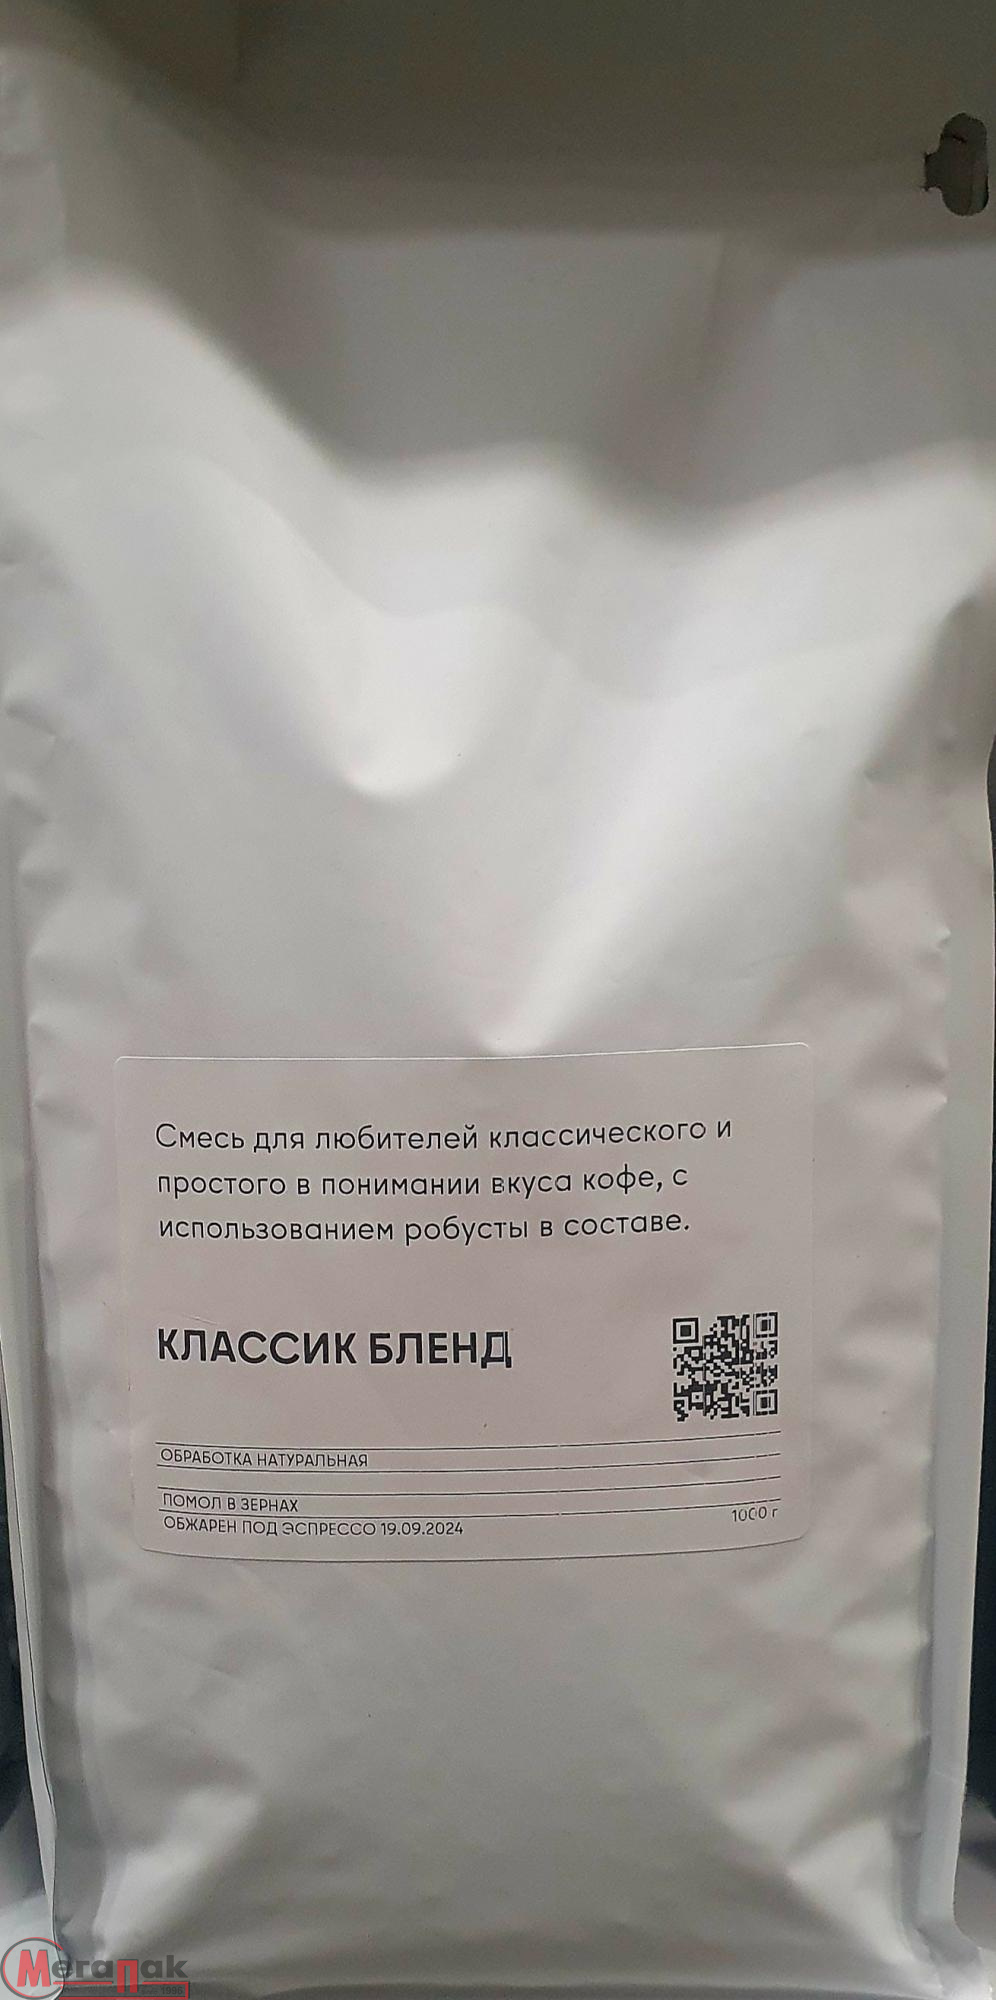 Смесь для любителей классического и
простого в понимании вкуса кофе, с
использованием робусты в составе.
КЛАССИК БЛЕНД
ОБРАБОТКА НАТУРАЛЬНАЯ
ПОМОЛ В ЗЕРНАХ
1000 г
ОБЖАРЕН ПОД ЭСПРЕССО 19.09.2024
МегаПак